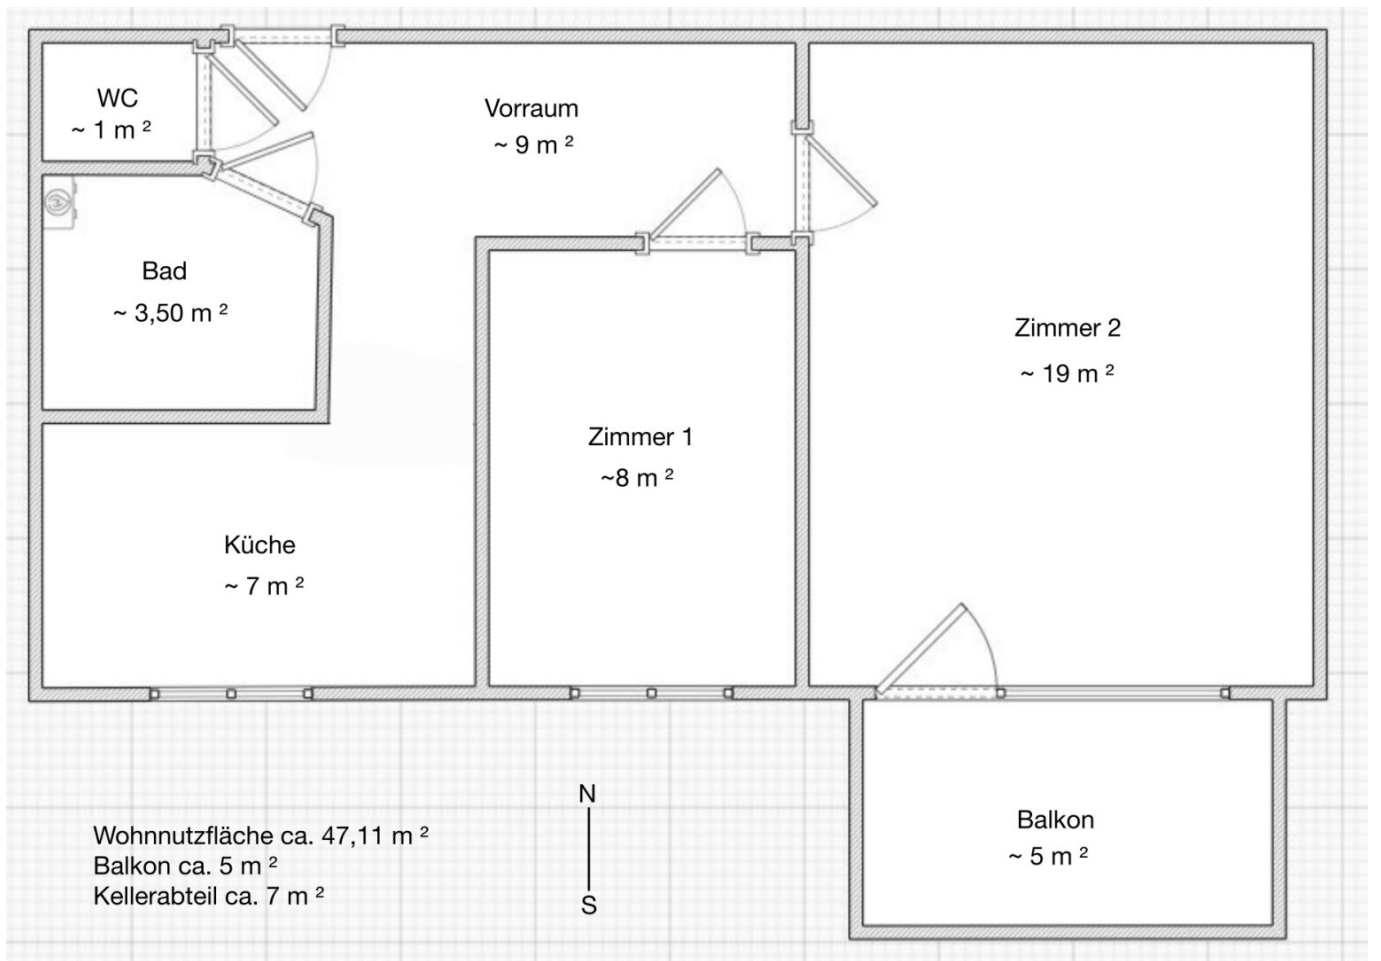 WC
~ 1 m ²
Vorraum
~ 9 m ²
Bad
~ 3,50 m ²
Zimmer 2
~ 19 m ²
Zimmer 1
~8 m ²
Küche
~ 7 m ²
N
S
Balkon
~ 5 m ²
Wohnnutzfläche ca. 47,11 m ²
Balkon ca. 5 m ²
Kellerabteil ca. 7 m ²